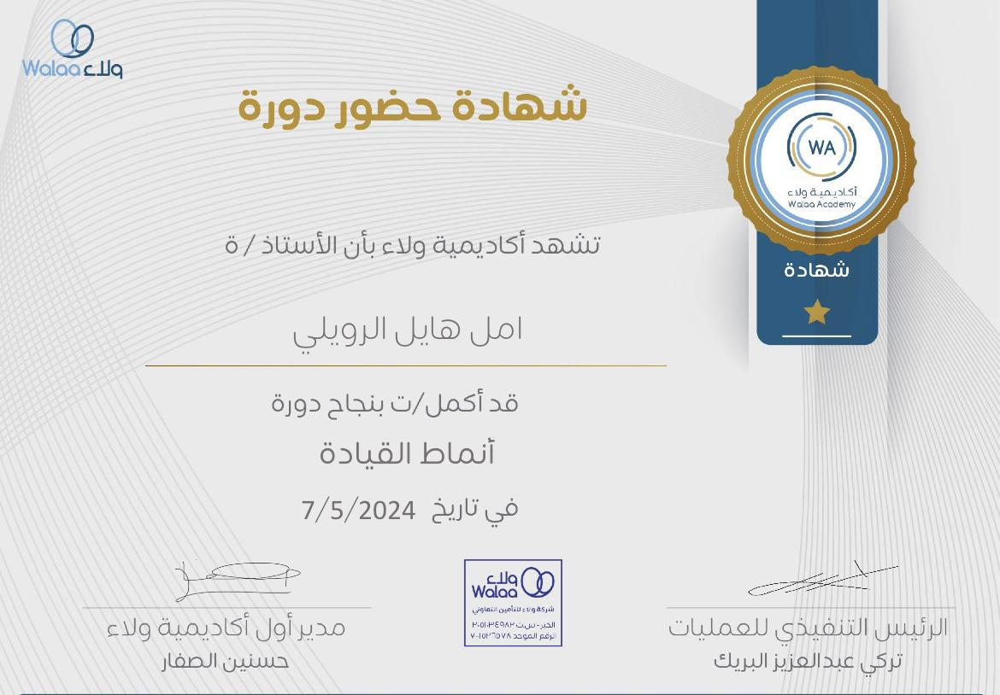 Walaa ولاء
شهادة حضور دورة
WA
أكاديمية ولاء
Walaa Academy
شهادة
تشهد أكاديمية ولاء بأن الأستاذ / ة
امل هايل الرويلي
قد أكمل/ت بنجاح دورة
أنماط القيادة
في تاريخ 7/5/2024
الرئيس التنفيذي للعمليات
تركي عبدالعزيز البريك
ولاء
Walaa
شركة ولاء للتأمين التعاوني
الخبر - س.ت ٢٠٥١٠٣٤٩٨٢
الرقم الموحد ٧٠٠١٥٢٦٥٧٨
مدير أول أكاديمية ولاء
حسنين الصفار